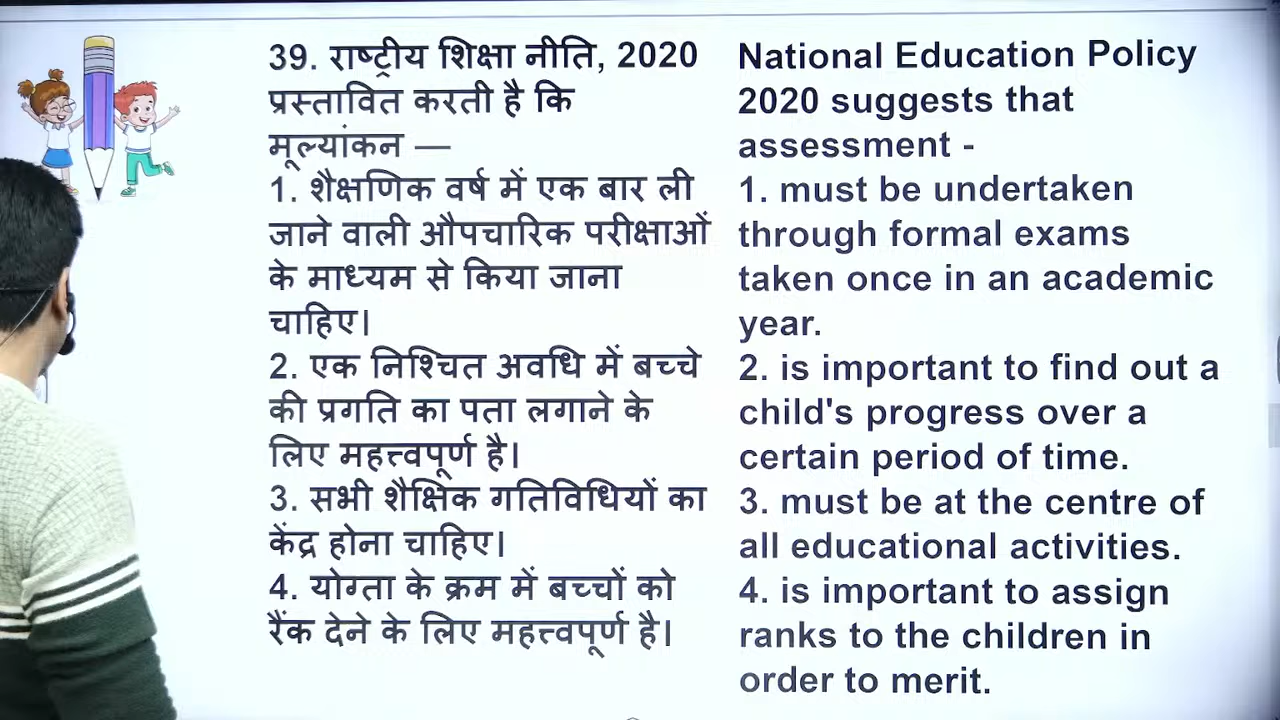 39. राष्ट्रीय शिक्षा नीति, 2020
प्रस्तावित करती है कि
मूल्यांकन —
1. शैक्षणिक वर्ष में एक बार ली
जाने वाली औपचारिक परीक्षाओं
के माध्यम से किया जाना
चाहिए।
2. एक निश्चित अवधि में बच्चे
की प्रगति का पता लगाने के
लिए महत्त्वपूर्ण है।
3. सभी शैक्षिक गतिविधियों का
केंद्र होना चाहिए।
4. योग्ता के क्रम में बच्चों को
रैंक देने के लिए महत्त्वपूर्ण है।
National Education Policy
2020 suggests that
assessment -
1. must be undertaken
through formal exams
taken once in an academic
year.
2. is important to find out a
child's progress over a
certain period of time.
3. must be at the centre of
all educational activities.
4. is important to assign
ranks to the children in
order to merit.